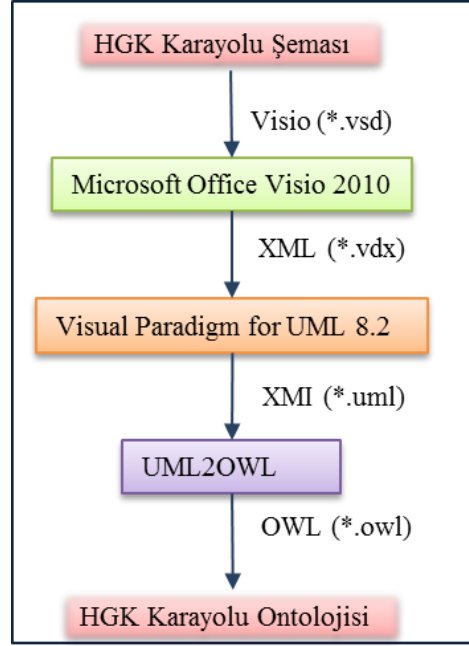 HGK Karayolu Şeması
Visio (*.vsd)
Microsoft Office Visio 2010
XML (*.vdx)
Visual Paradigm for UML 8.2
XMI (*.uml)
UML2OWL
OWL (*.owl)
HGK Karayolu Ontolojisi